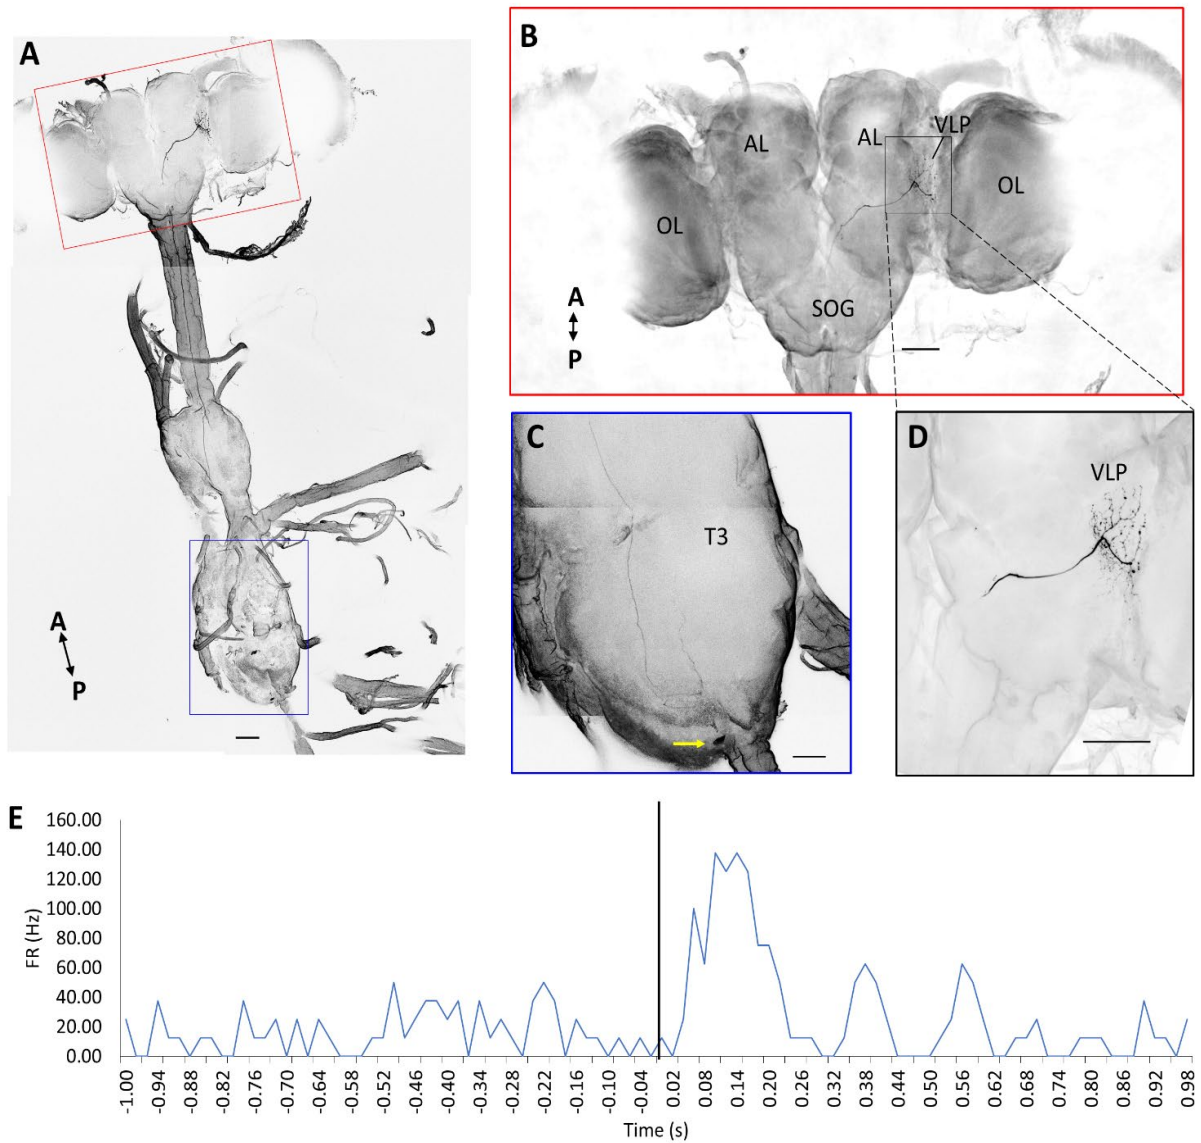 A
A
P
B
AL
AL
VLP
OL
OL
SOG
A
P
C
T3
D
VLP
E
160.00
140.00
120.00
100.00
80.00
60.00
40.00
20.00
0.00
FR (Hz)
-1.00 -0.94 -0.88 -0.82 -0.76 -0.70 -0.64 -0.58 -0.52 -0.46 -0.40 -0.34 -0.28 -0.22 -0.16 -0.10 -0.04 0.02 0.08 0.14 0.20 0.26 0.32 0.38 0.44 0.50 0.56 0.62 0.68 0.74 0.80 0.86 0.92 0.98
Time (s)